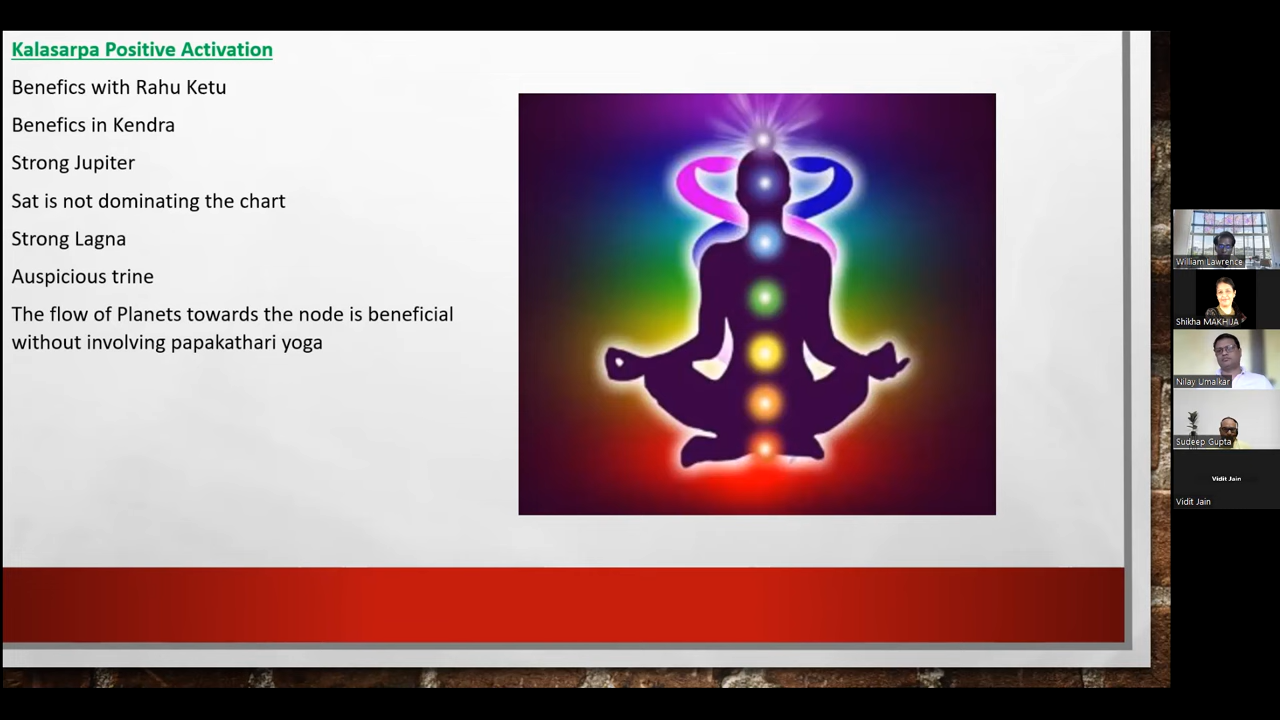 Kalasarpa Positive Activation
Benefics with Rahu Ketu
Benefics in Kendra
Strong Jupiter
Sat is not dominating the chart
Strong Lagna
Auspicious trine
The flow of Planets towards the node is beneficial
without involving papakathari yoga
William Lawrence
Shikha MAKHIJA
Nilay Umalkar
Sudeep Gupta
Vidit Jain
Vidit Jain